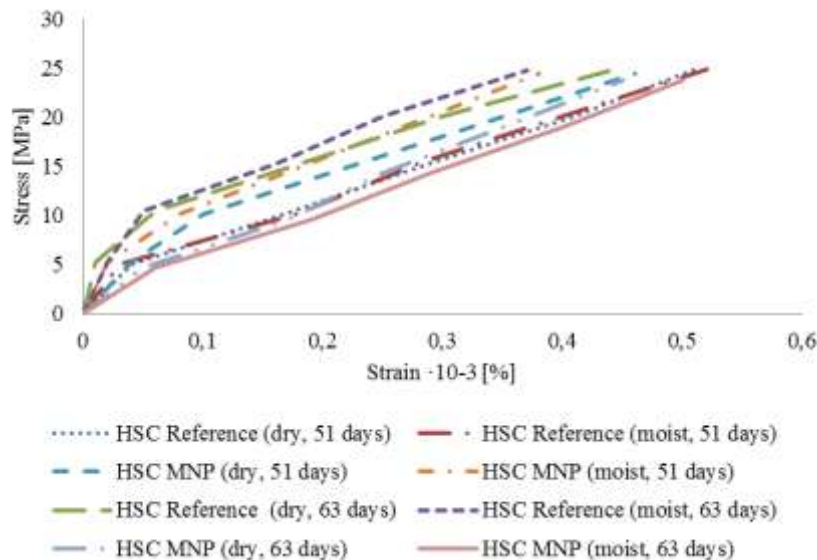 30
25
20
15
10
5
0
Stress [MPa]
0 0,1 0,2 0,3 0,4 0,5 0,6
Strain ·10-3 [%]
HSC Reference (dry, 51 days) HSC Reference (moist, 51 days)
HSC MNP (dry, 51 days) HSC MNP (moist, 51 days)
HSC Reference (dry, 63 days) HSC Reference (moist, 63 days)
HSC MNP (dry, 63 days) HSC MNP (moist, 63 days)